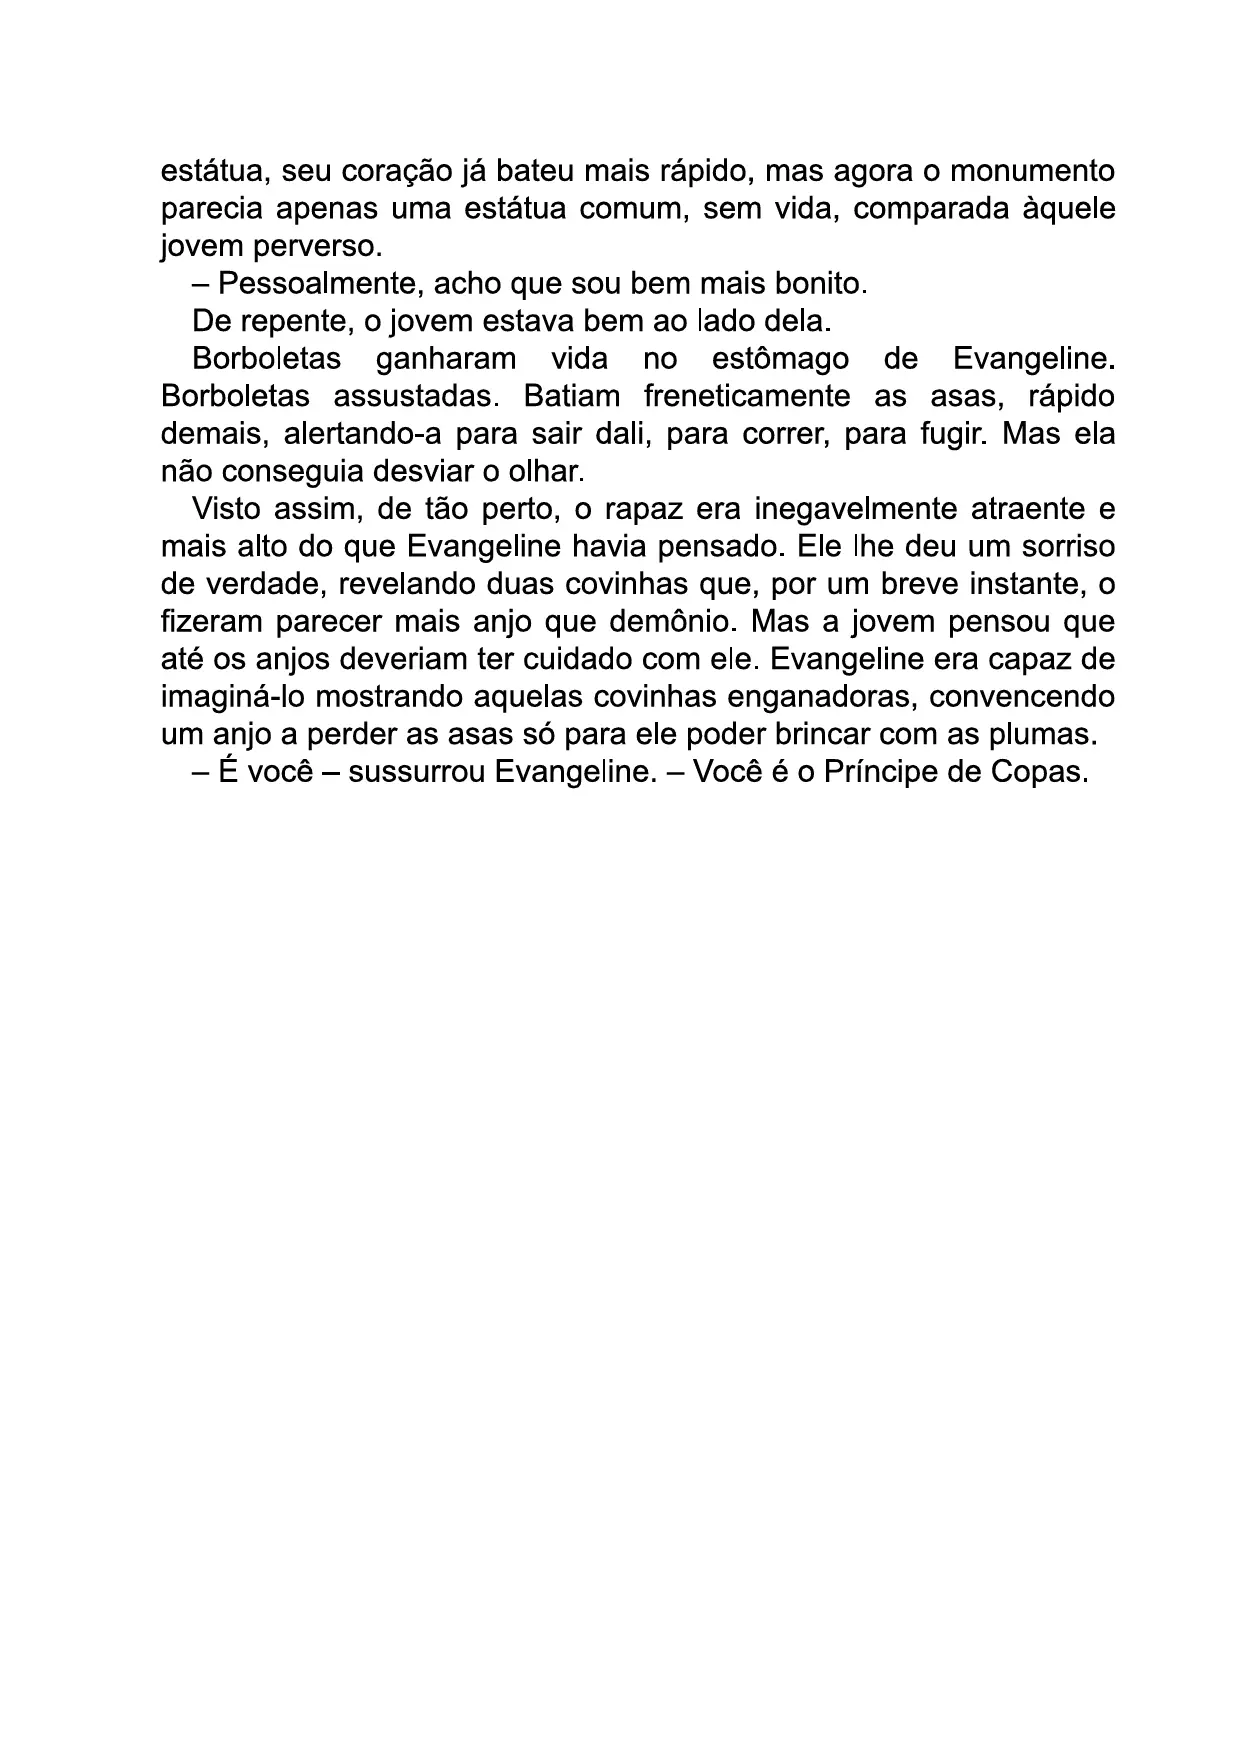 estátua, seu coração já bateu mais rápido, mas agora o monumento
parecia apenas uma estátua comum, sem vida, comparada àquele
jovem perverso.
– Pessoalmente, acho que sou bem mais bonito.
De repente, o jovem estava bem ao lado dela.
Borboletas ganharam vida no estômago de Evangeline.
Borboletas assustadas. Batiam freneticamente as asas, rápido
demais, alertando-a para sair dali, para correr, para fugir. Mas ela
não conseguia desviar o olhar.
Visto assim, de tão perto, o rapaz era inegavelmente atraente e
mais alto do que Evangeline havia pensado. Ele lhe deu um sorriso
de verdade, revelando duas covinhas que, por um breve instante, o
fizeram parecer mais anjo que demônio. Mas a jovem pensou que
até os anjos deveriam ter cuidado com ele. Evangeline era capaz de
imaginá-lo mostrando aquelas covinhas enganadoras, convencendo
um anjo a perder as asas só para ele poder brincar com as plumas.
– É você – sussurrou Evangeline. – Você é o Príncipe de Copas.